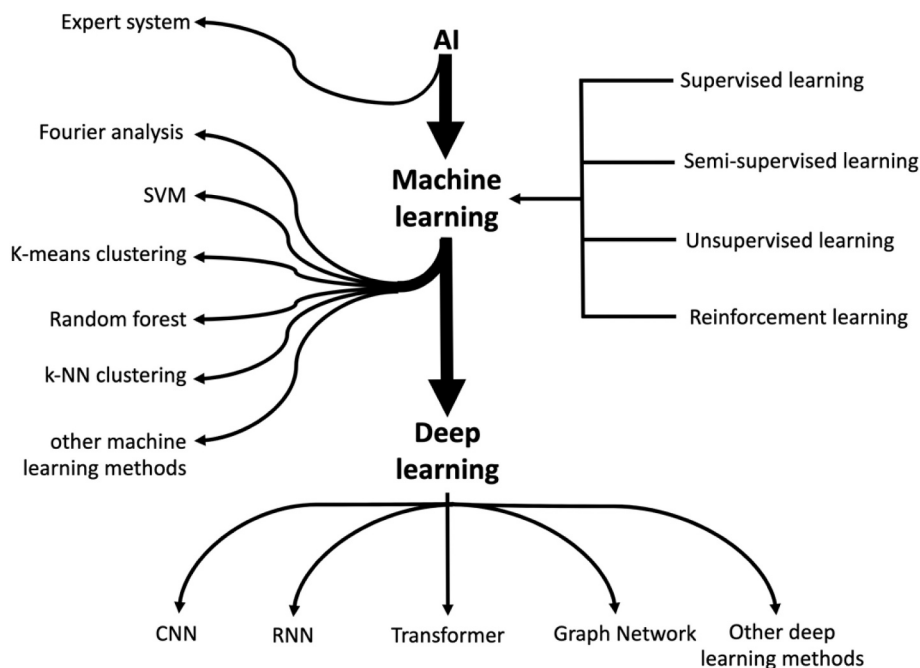 Expert system
AI
Supervised learning
Fourier analysis
Semi-supervised learning
Machine
learning
SVM
Unsupervised learning
K-means clustering
Random forest
Reinforcement learning
k-NN clustering
other machine
learning methods
Deep
learning
CNN
RNN
Transformer
Graph Network
Other deep
learning methods